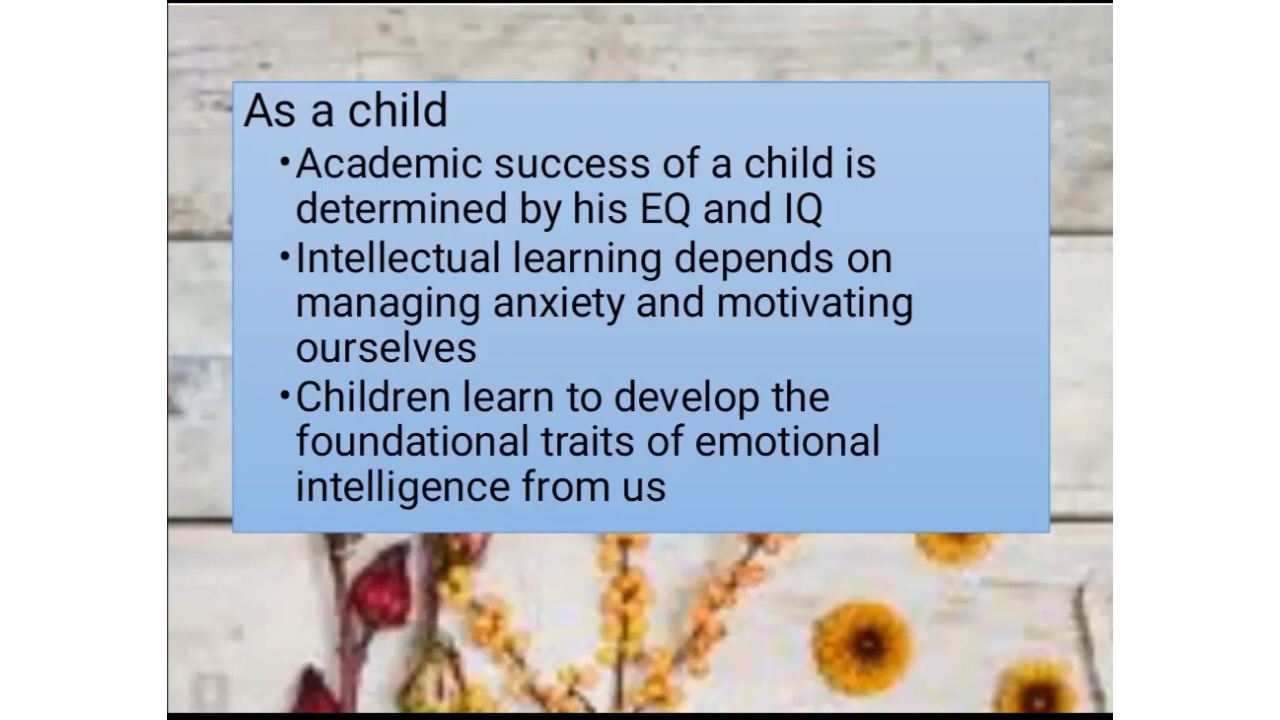 As a child
•Academic success of a child is
determined by his EQ and IQ
•Intellectual learning depends on
managing anxiety and motivating
ourselves
•Children learn to develop the
foundational traits of emotional
intelligence from us